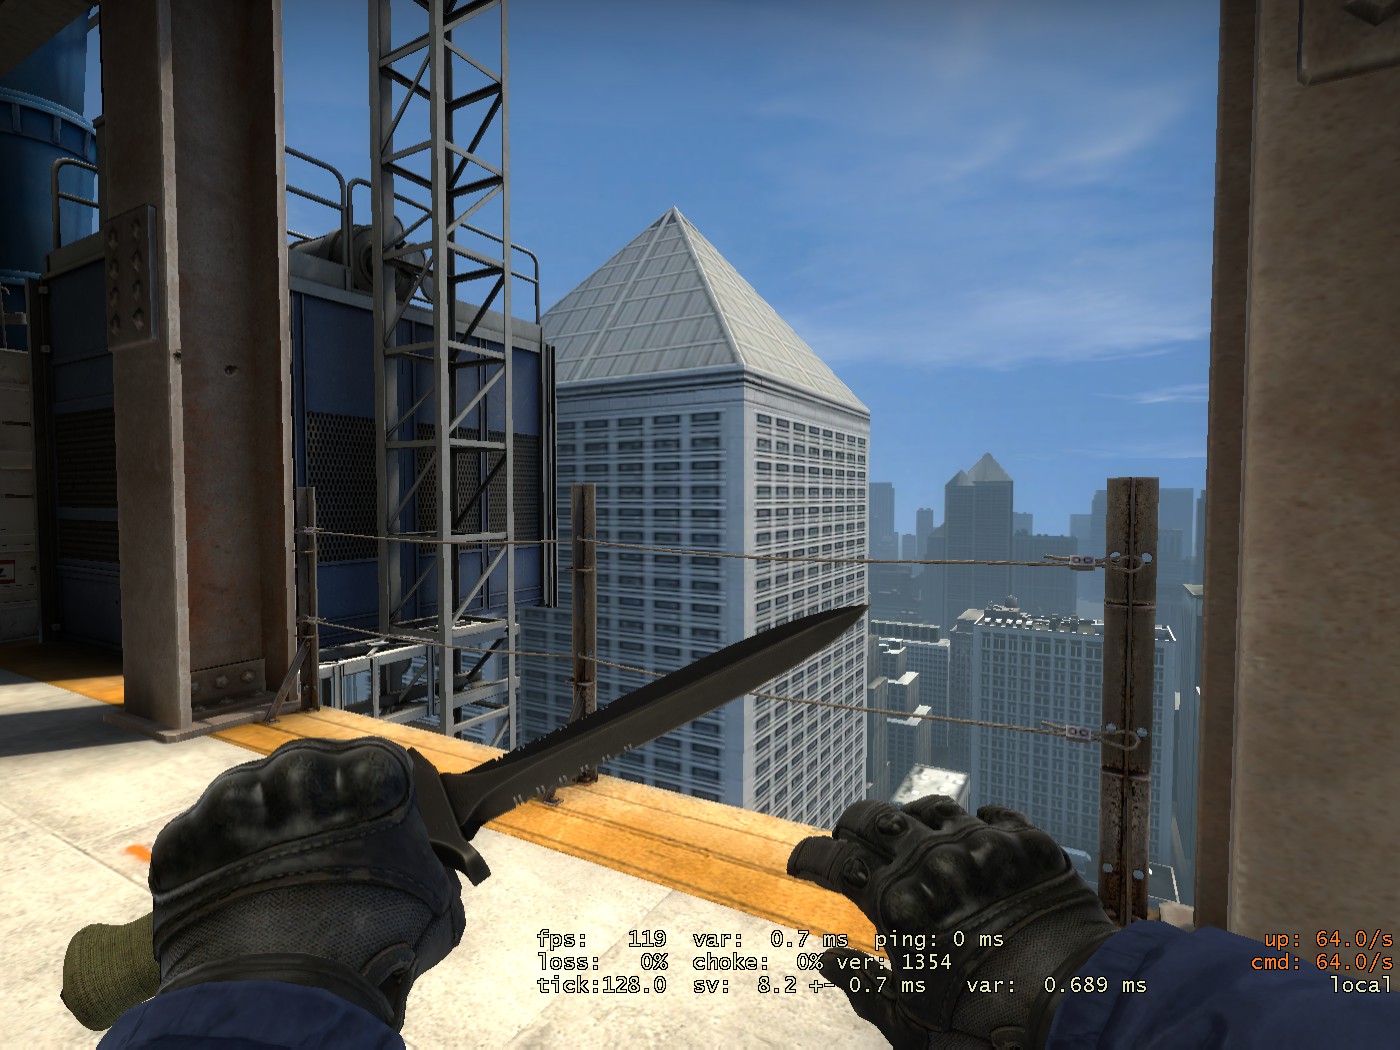 fps: 119 var: 0.7 ms ping: 0 ms up: 64.0/s
loss: 0% choke: 0% ver: 1354 cmd: 64.0/s
tick:128.0 sv: 8.2 +- 0.7 ms var: 0.689 ms local